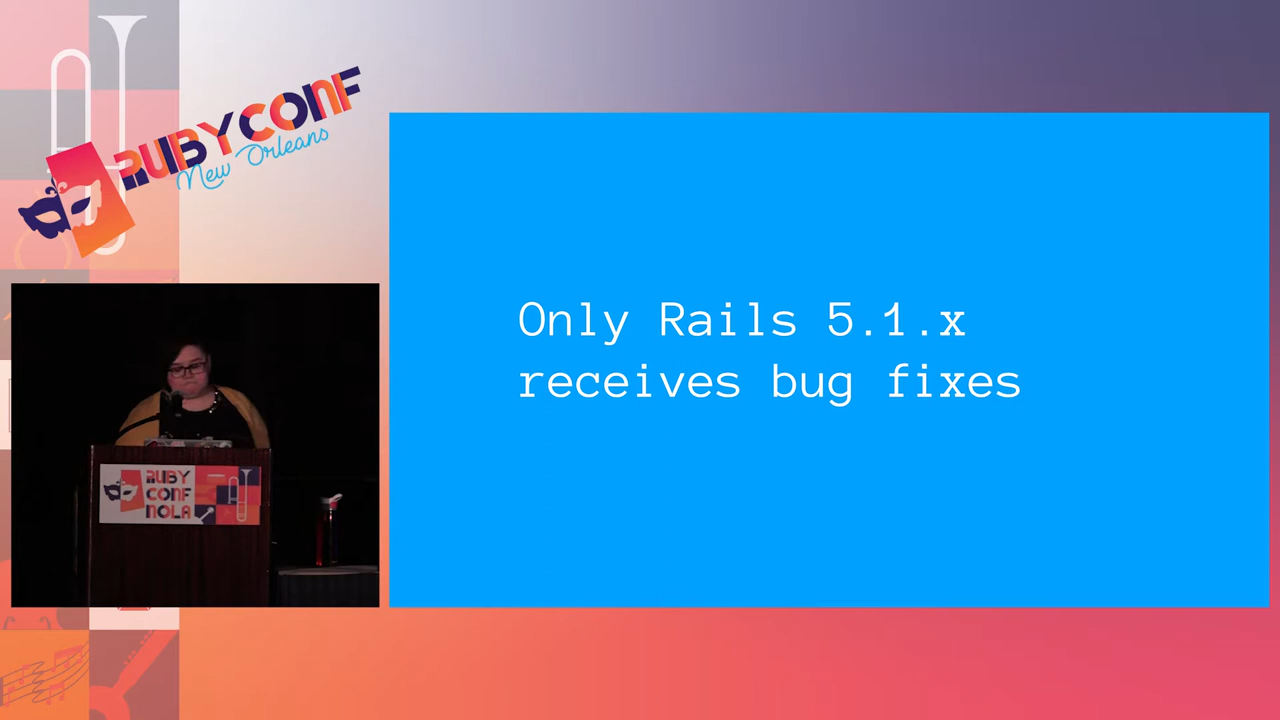 RUBYCONF
New Orleans
Only Rails 5.1.x
receives bug fixes
RUBY
CONF
NOLA